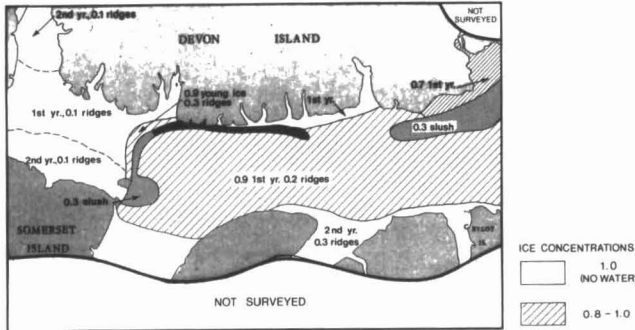 2nd yr., 0.1 ridges
NOT
SURVEYED
DEVON ISLAND
0.7 1st yr.
0.9 young ice
0.3 ridges
1st yr.
1st yr., 0.1 ridges
0.3 slush
2nd yr., 0.1 ridges
0.9 1st yr. 0.2 ridges
0.3 slush
SOMERSET
ISLAND
2nd yr.
0.3 ridges
BYLOT
IS.
NOT SURVEYED
ICE CONCENTRATIONS
1.0
(NO WATER)
0.8 – 1.0